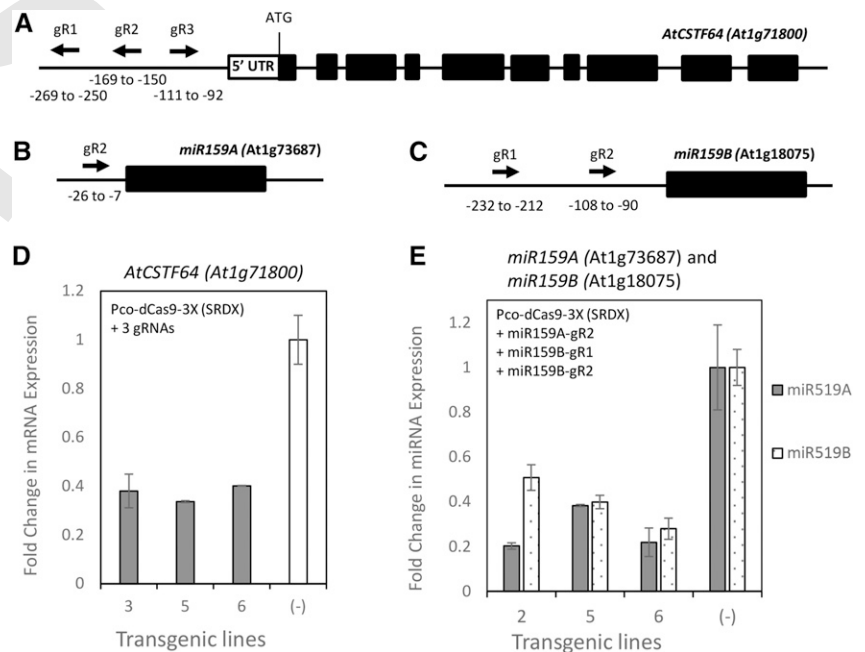 A
gR1 gR2 gR3
ATG
AtCSTF64 (At1g71800)
5' UTR
-169 to -150
-269 to -250 -111 to -92
B
gR2
miR159A (At1g73687)
-26 to -7
C
gR1 gR2
miR159B (At1g18075)
-232 to -212 -108 to -90
D
AtCSTF64 (At1g71800)
Fold Change in mRNA Expression
1.2
1
0.8
0.6
0.4
0.2
0
Pco-dCas9-3X (SRDX)
+ 3 gRNAs
3 5 6 (-)
Transgenic lines
E
miR159A (At1g73687) and
miR159B (At1g18075)
Fold Change in miRNA Expression
1.2
1
0.8
0.6
0.4
0.2
0
Pco-dCas9-3X (SRDX)
+ miR159A-gR2
+ miR159B-gR1
+ miR159B-gR2
2 5 6 (-)
Transgenic lines
miR519A
miR519B